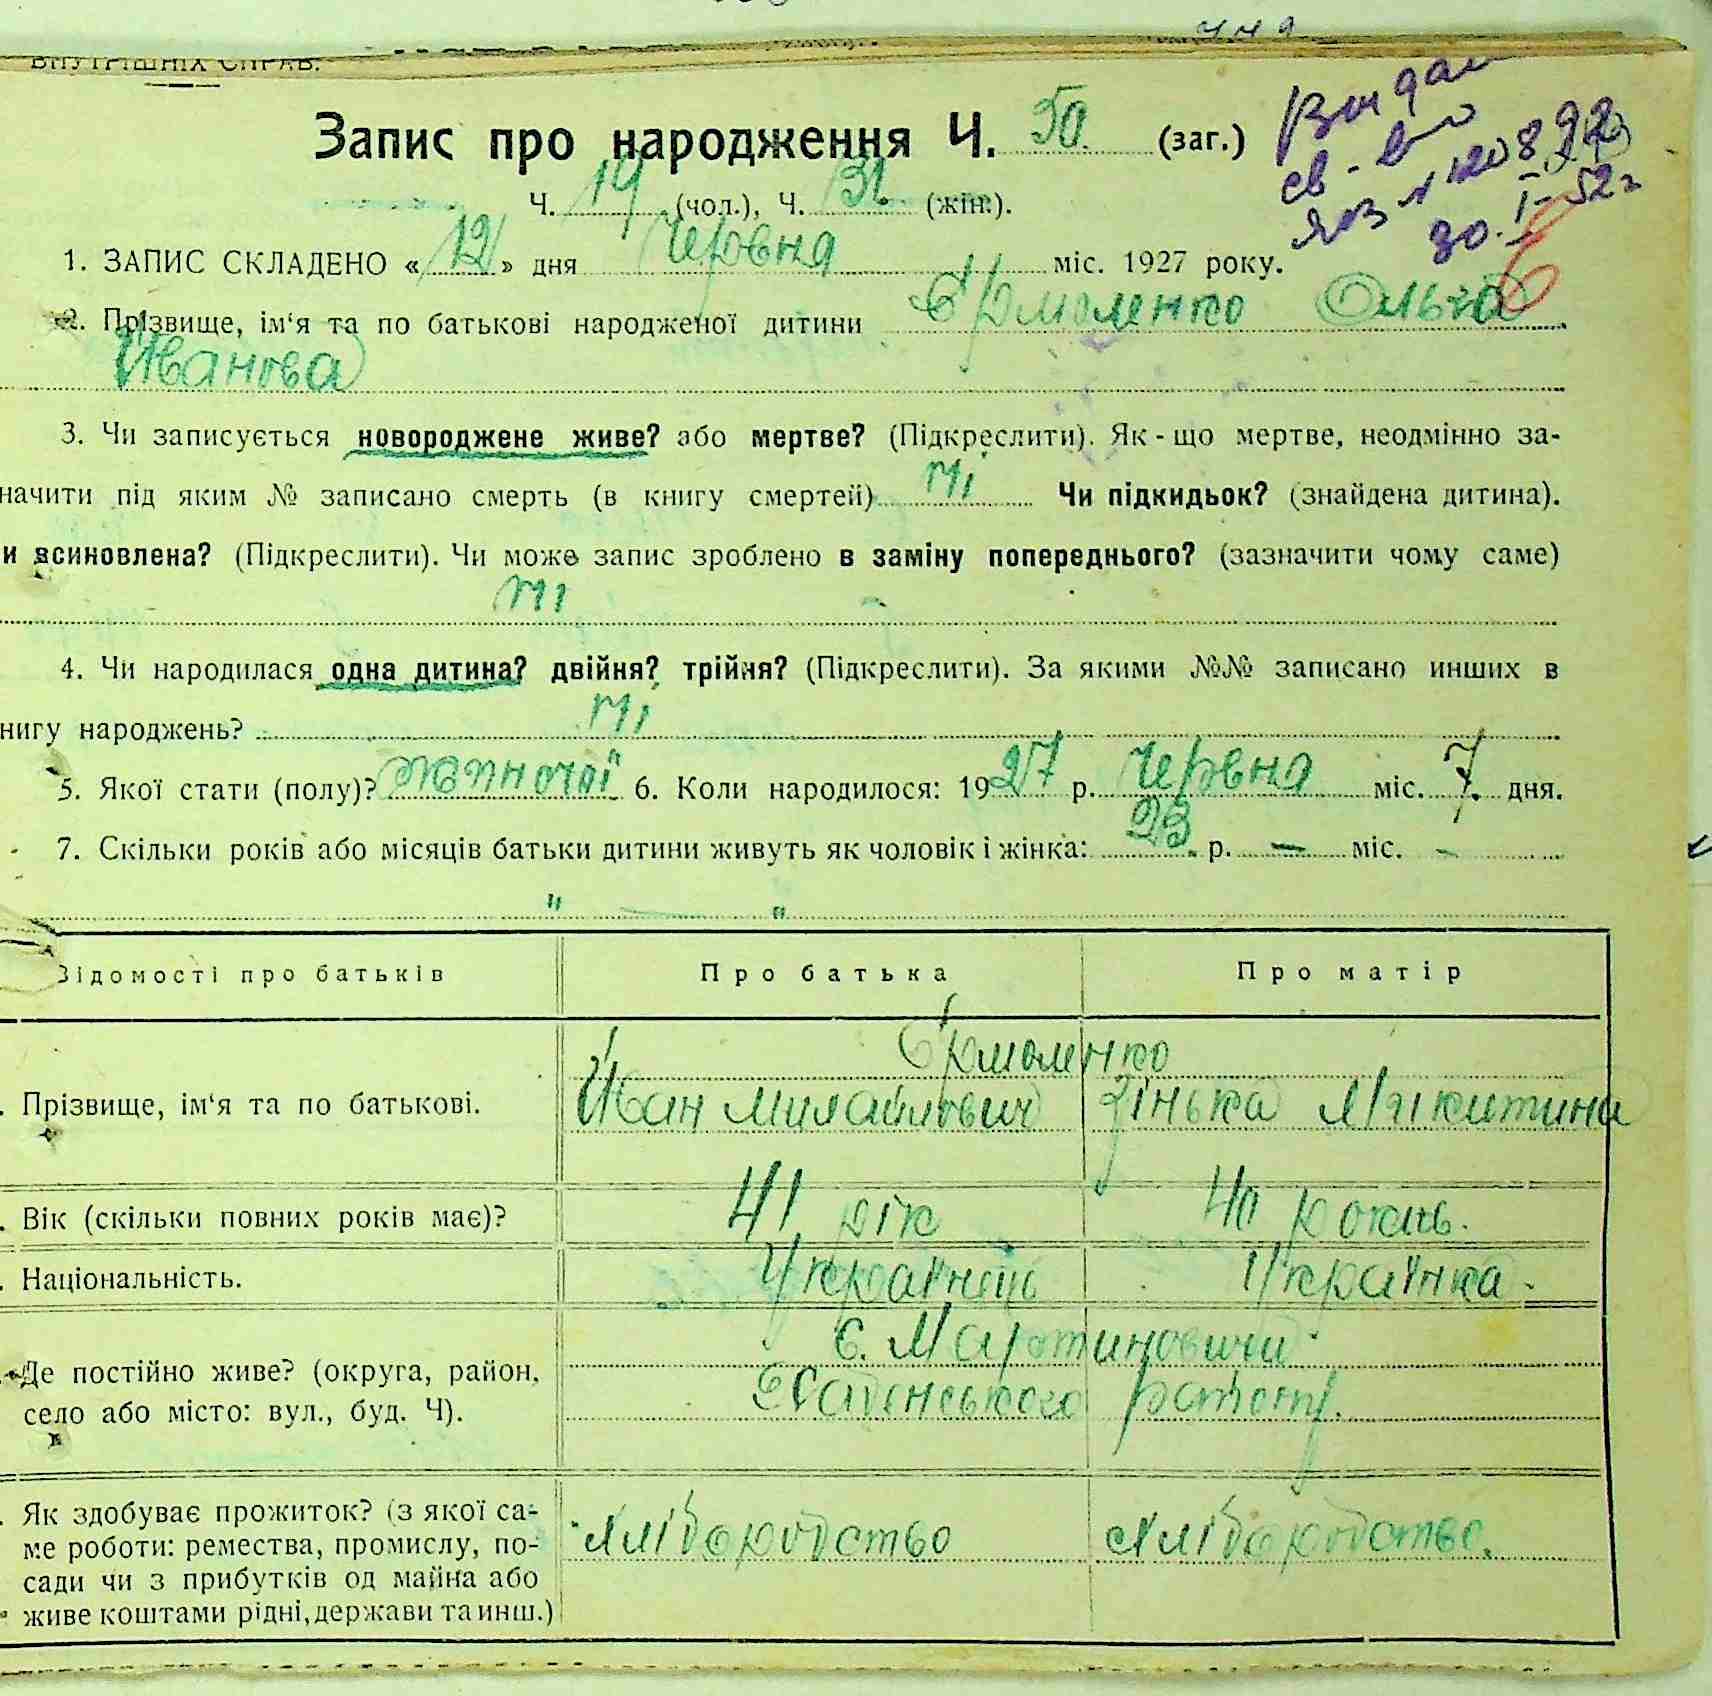 ВНУТРІШНІХ СПРАВ.
Запис про народження Ч. 50 (заг.)
Ч. 19 (чол.), Ч. 31 (жін.).
Видан
св-во
ЯОЗ № 120892
30.I-52г
1. ЗАПИС СКЛАДЕНО «12» дня Червня міс. 1927 року.
2. Прізвище, ім‘я та по батькові народженої дитини Єрмоленко Ольга
Иванова
3. Чи записується новороджене живе? або мертве? (Підкреслити). Як-що мертве, неодмінно за-
начити під яким № записано смерть (в книгу смертей) ні Чи підкидьок? (знайдена дитина).
и всиновлена? (Підкреслити). Чи може запис зроблено в заміну попереднього? (зазначити чому саме)
ні
4. Чи народилася одна дитина? двійня? трійня? (Підкреслити). За якими №№ записано инших в
нигу народжень? ні
5. Якої стати (полу)? жіночої 6. Коли народилося: 1927 р. Червня міс. 7 дня.
7. Скільки років або місяців батьки дитини живуть як чоловік і жінка: 23 р. — міс. -
" — "
Відомості про батьків Про батька Про матір
Єрмоленко
. Прізвище, ім‘я та по батькові. Иван Михайлович Зінька Микитина
. Вік (скільки повних років має)? 41 рік 40 років.
. Національність. Українець Українка.
с. Мартиновичи
Де постійно живе? (округа, район, село або місто: вул., буд. Ч). району.
. Як здобуває прожиток? (з якої са-
ме роботи: ремества, промислу, по- хліборобство хліборобство.
сади чи з прибутків од майна або
живе коштами рідні, держави та инш.)